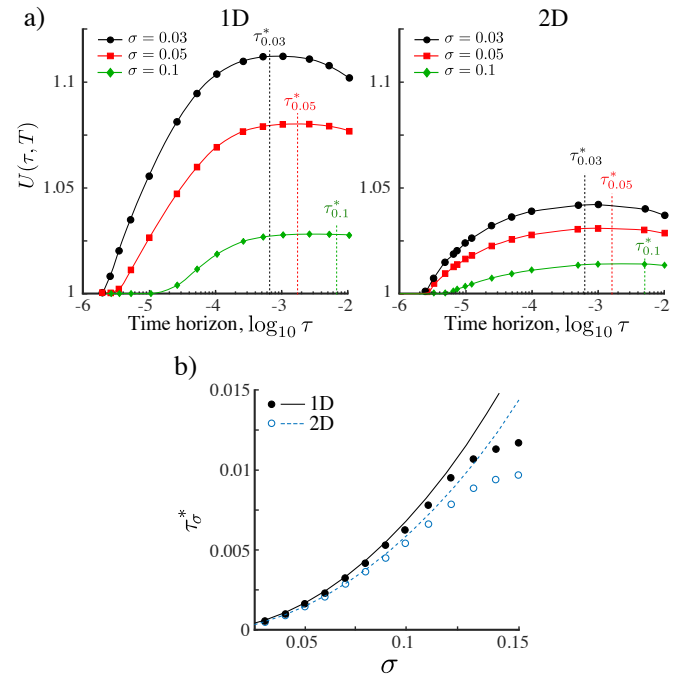 a)
1D
σ = 0.03
σ = 0.05
σ = 0.1
τ*0.03
τ*0.05
τ*0.1
U(τ, T)
1.1
1.05
1
-6
-5
-4
-3
-2
Time horizon, log10 τ
2D
σ = 0.03
σ = 0.05
σ = 0.1
τ*0.03
τ*0.05
τ*0.1
1.1
1.05
1
-6
-5
-4
-3
-2
Time horizon, log10 τ
b)
1D
2D
τσ*
0.015
0.010
0.005
0
0.05
0.1
0.15
σ